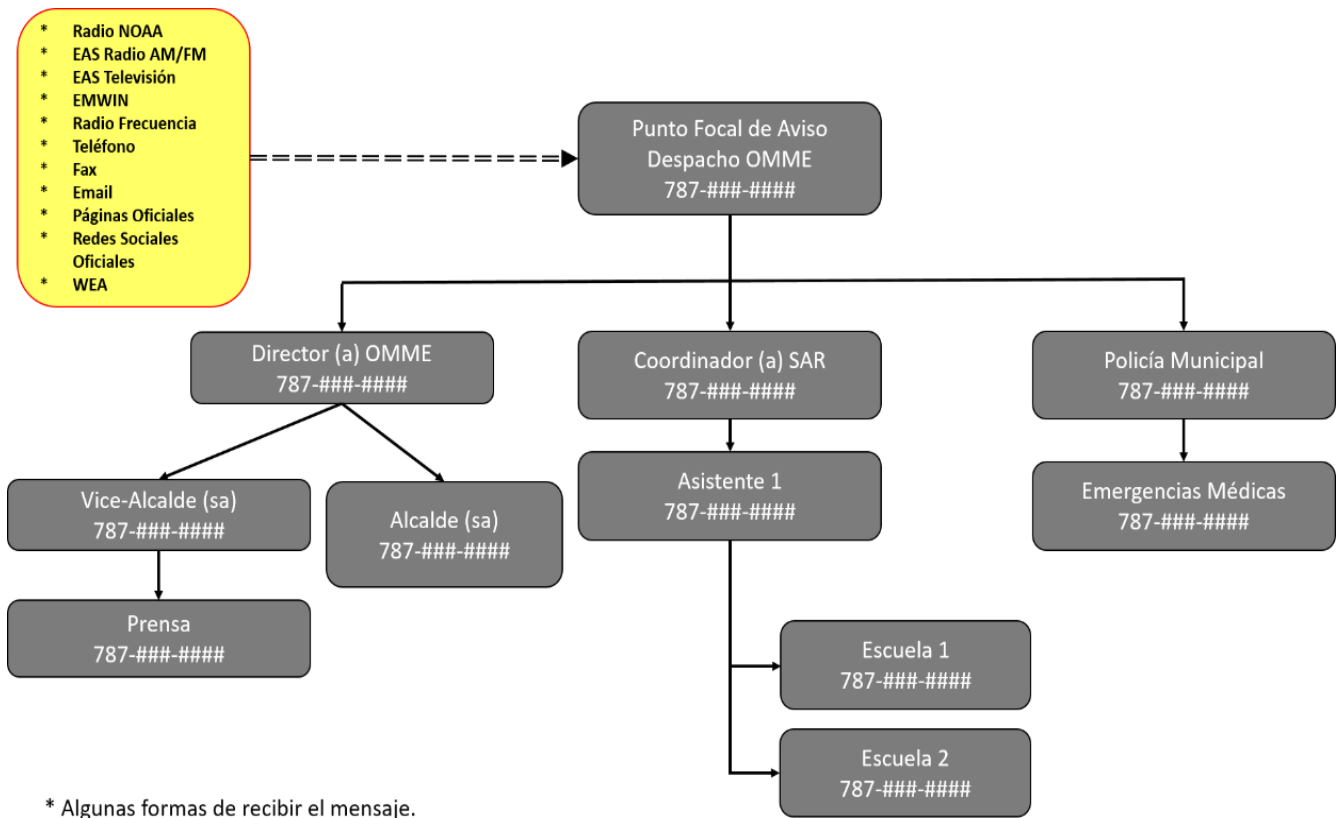 * Radio NOAA
* EAS Radio AM/FM
* EAS Televisión
* EMWIN
* Radio Frecuencia
* Teléfono
* Fax
* Email
* Páginas Oficiales
* Redes Sociales
Oficiales
* WEA
Punto Focal de Aviso
Despacho OMME
787-###-####
Director (a) OMME
787-###-####
Coordinador (a) SAR
787-###-####
Policía Municipal
787-###-####
Vice-Alcalde (sa)
787-###-####
Alcalde (sa)
787-###-####
Asistente 1
787-###-####
Emergencias Médicas
787-###-####
Prensa
787-###-####
Escuela 1
787-###-####
Escuela 2
787-###-####
* Algunas formas de recibir el mensaje.